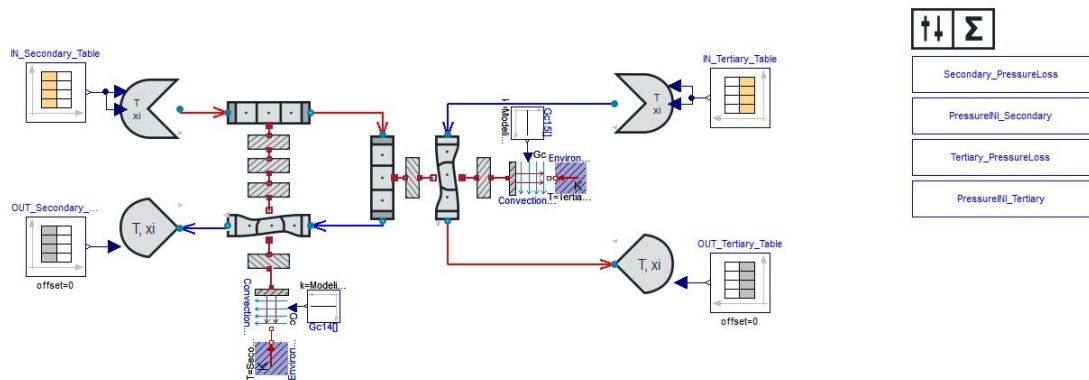 IN_Secondary_Table
T
xi
OUT_Secondary_...
T, xi
offset=0
Convection...
Gc
k=Modeli...
Gc14[]
T=Seco...
K
Environ...
k=Modeli...
Gc15[]
Gc
Environ...
K
Convection...
T=Tertia...
IN_Tertiary_Table
T
xi
OUT_Tertiary_Table
T, xi
offset=0
Σ
Secondary_PressureLoss
PressureINI_Secondary
Tertiary_PressureLoss
PressureINI_Tertiary